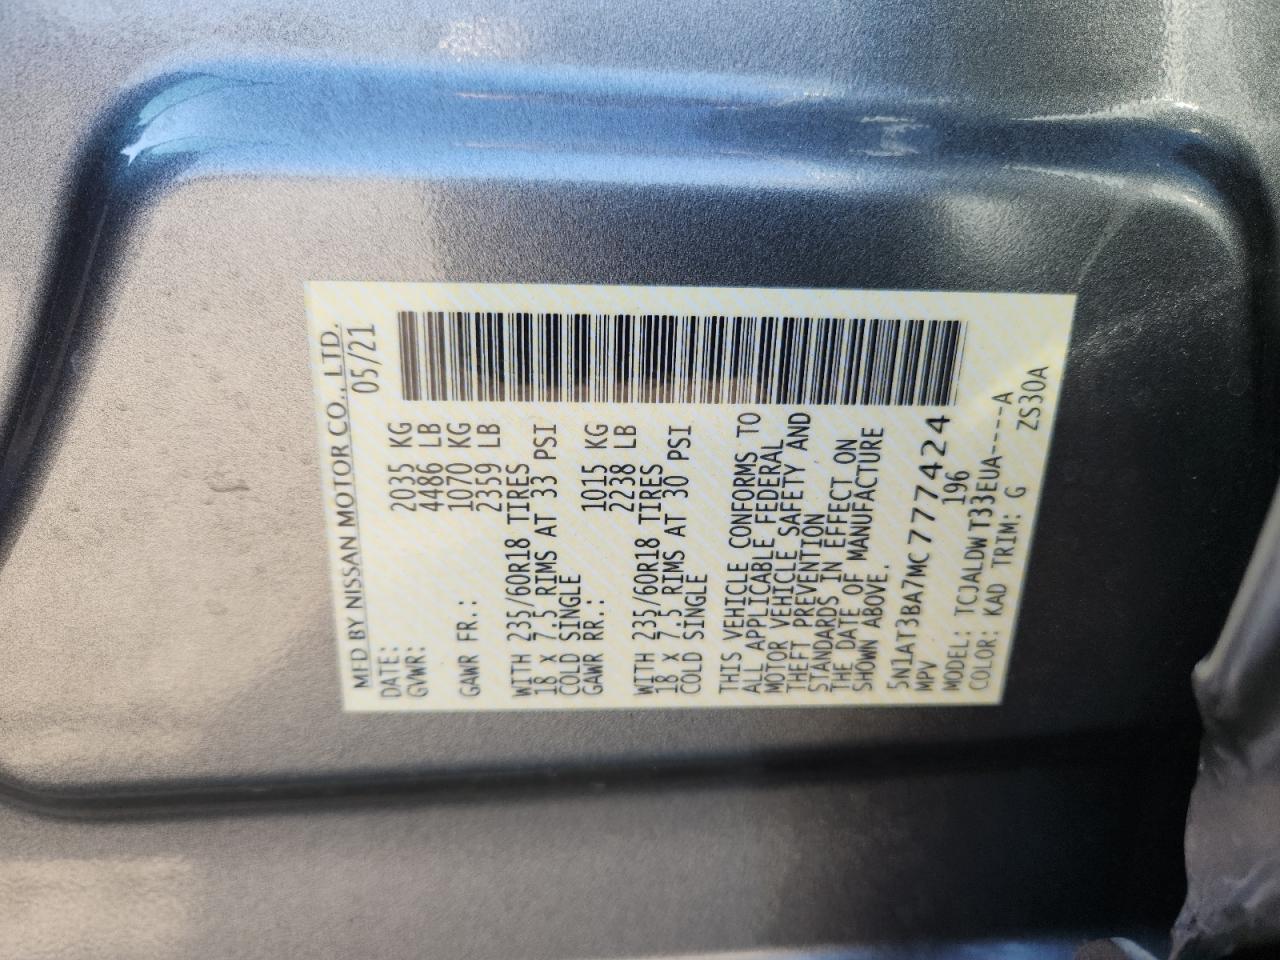 MFD BY NISSAN MOTOR CO., LTD.
DATE: 05/21
GVWR: 2035 KG
4486 LB
GAWR FR.: 1070 KG
2359 LB
WITH 235/60R18 TIRES
18 x 7.5 RIMS AT 33 PSI
COLD SINGLE
GAWR RR.: 1015 KG
2238 LB
WITH 235/60R18 TIRES
18 x 7.5 RIMS AT 30 PSI
COLD SINGLE
THIS VEHICLE CONFORMS TO
ALL APPLICABLE FEDERAL
MOTOR VEHICLE SAFETY AND
THEFT PREVENTION
STANDARDS IN EFFECT ON
THE DATE OF MANUFACTURE
SHOWN ABOVE.
5N1AT3BA7MC777424
MPV 196
MODEL: TCJALDWT33EUA----A
COLOR: KAD TRIM: G ZS30A